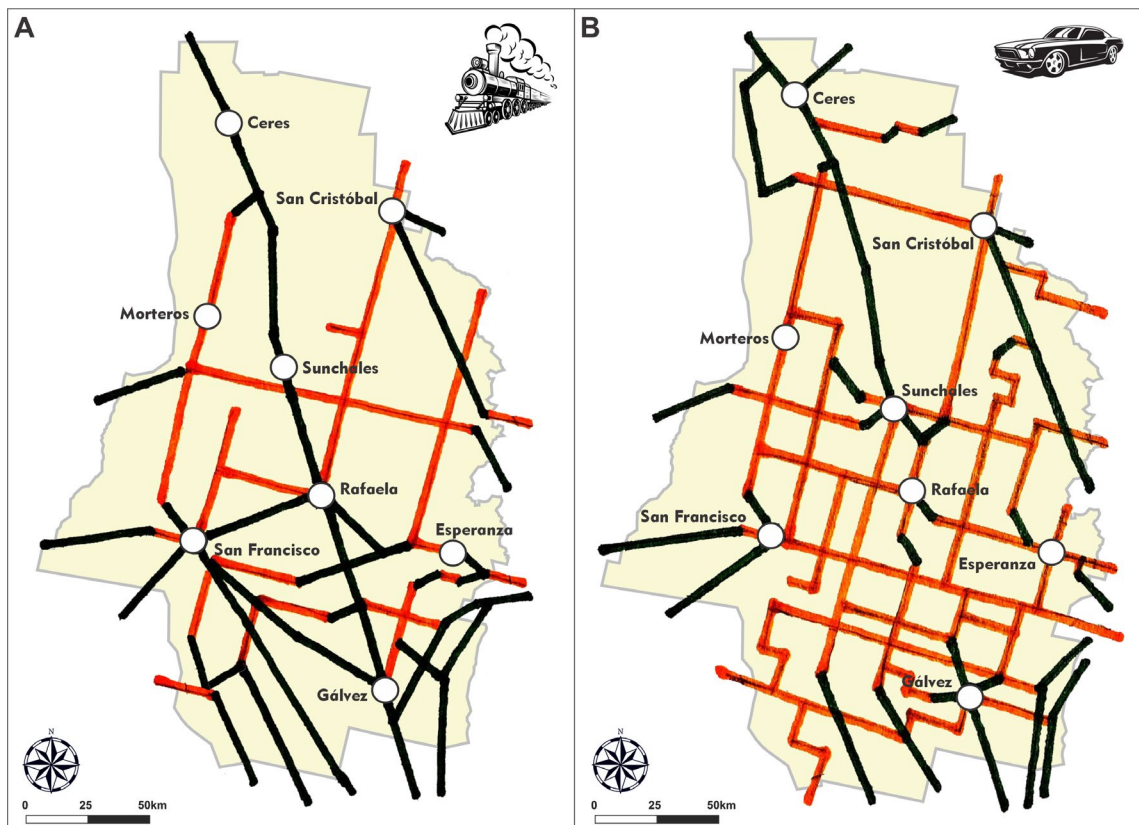 A
Ceres
San Cristóbal
Morteros
Sunchales
Rafaela
Esperanza
San Francisco
Gálvez
N
0 25 50km
B
Ceres
San Cristóbal
Morteros
Sunchales
Rafaela
San Francisco
Esperanza
Gálvez
N
0 25 50km